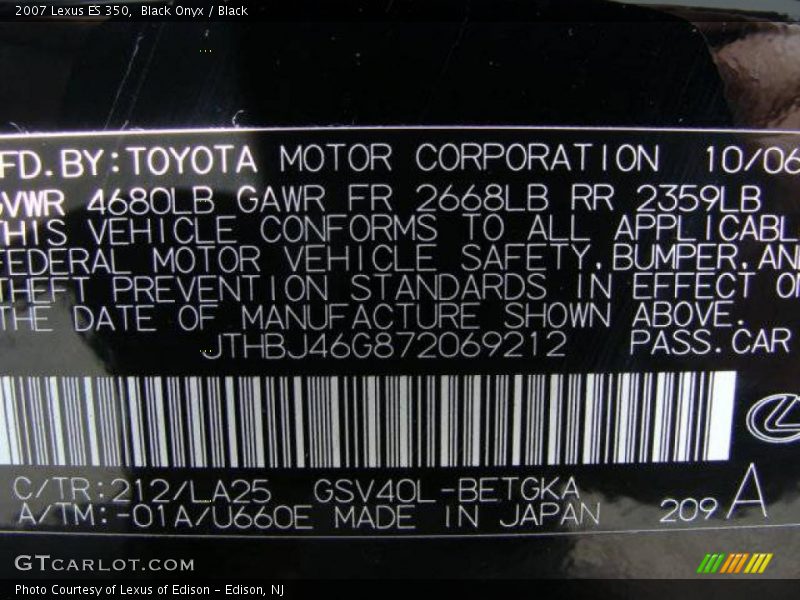 2007 Lexus ES 350, Black Onyx / Black
FD.BY:TOYOTA MOTOR CORPORATION 10/06
GVWR 4680LB GAWR FR 2668LB RR 2359LB
THIS VEHICLE CONFORMS TO ALL APPLICABL
FEDERAL MOTOR VEHICLE SAFETY,BUMPER,AN
THEFT PREVENTION STANDARDS IN EFFECT O
THE DATE OF MANUFACTURE SHOWN ABOVE.
JTHBJ46G872069212 PASS.CAR
C/TR:212/LA25 GSV40L-BETGKA
A/TM:-01A/U660E MADE IN JAPAN 209 A
GTCARLOT.COM
Photo Courtesy of Lexus of Edison - Edison, NJ